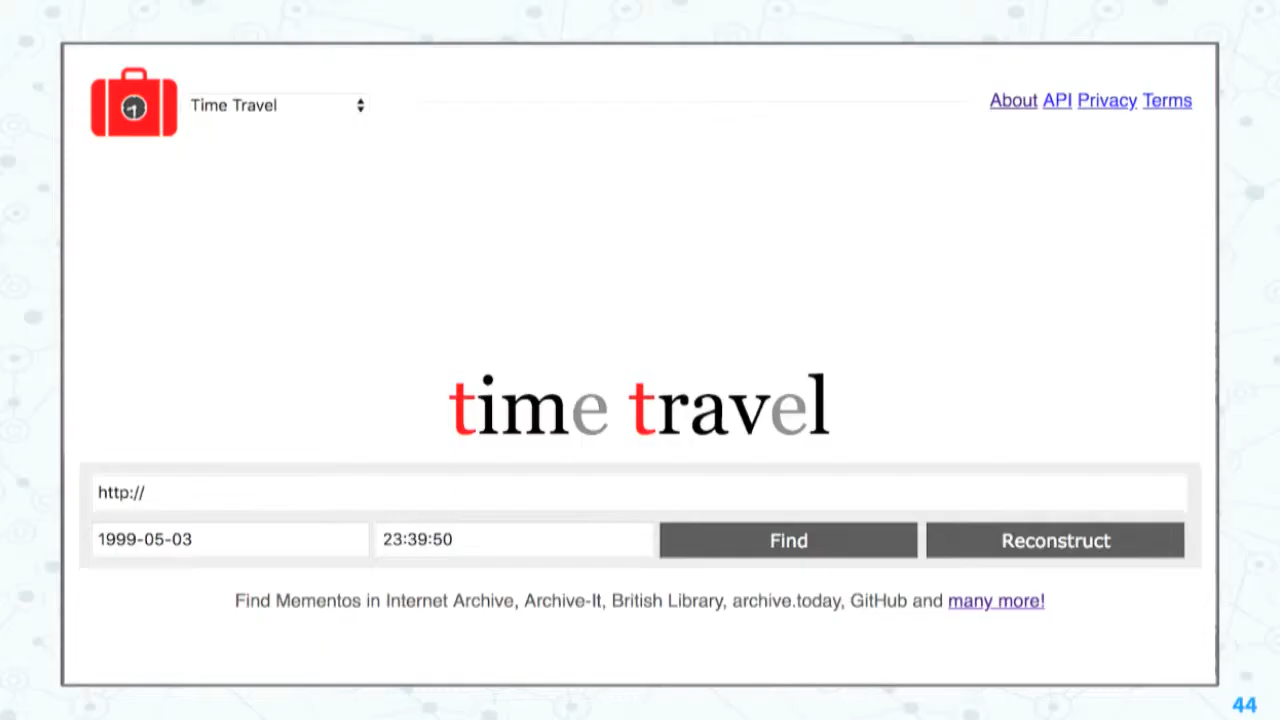 Time Travel
About API Privacy Terms
time travel
http://
1999-05-03 23:39:50 Find Reconstruct
Find Mementos in Internet Archive, Archive-It, British Library, archive.today, GitHub and many more!
44